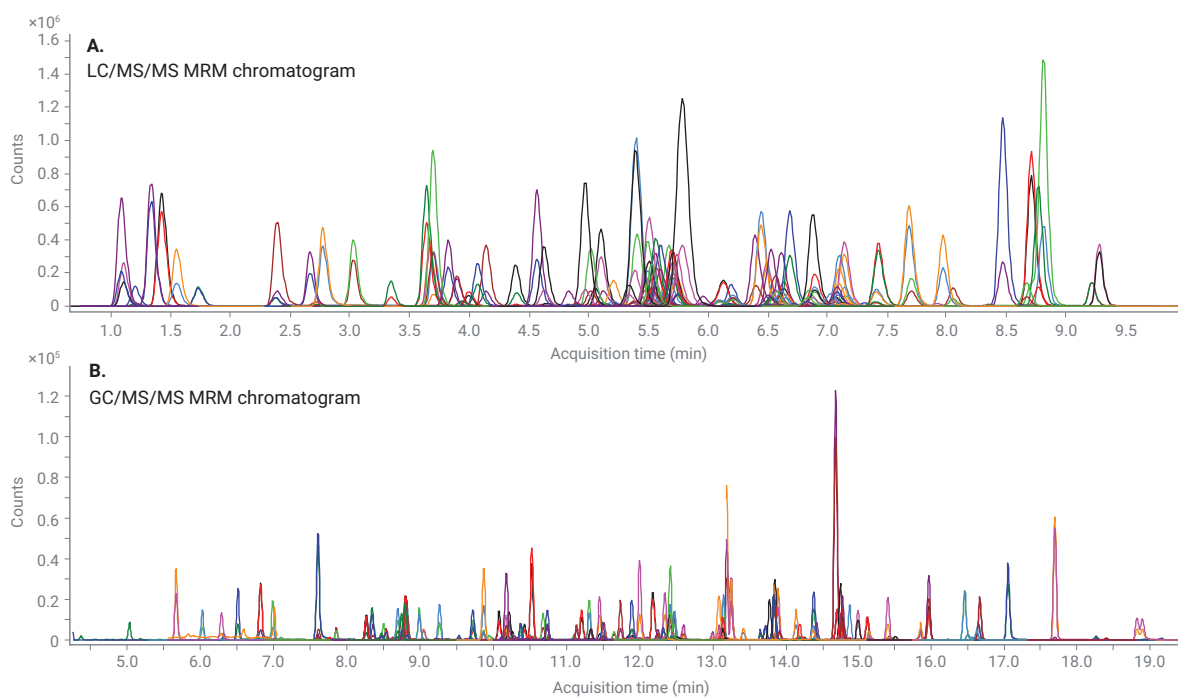 ×10⁶
A.
LC/MS/MS MRM chromatogram
1.6
1.4
1.2
1.0
0.8
0.6
0.4
0.2
0
Counts
1.0 1.5 2.0 2.5 3.0 3.5 4.0 4.5 5.0 5.5 6.0 6.5 7.0 7.5 8.0 8.5 9.0 9.5
Acquisition time (min)
×10⁵
B.
GC/MS/MS MRM chromatogram
1.2
1.0
0.8
0.6
0.4
0.2
0
Counts
5.0 6.0 7.0 8.0 9.0 10.0 11.0 12.0 13.0 14.0 15.0 16.0 17.0 18.0 19.0
Acquisition time (min)